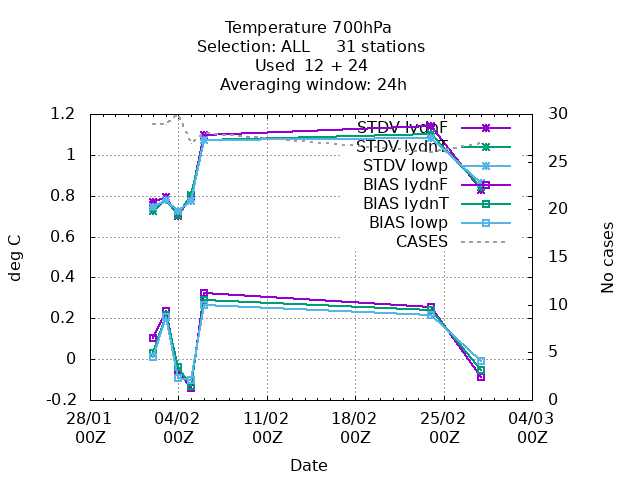 Temperature 700hPa
Selection: ALL     31 stations
Used  12 + 24
Averaging window: 24h
1.2
1
0.8
0.6
0.4
0.2
0
-0.2
deg C
30
25
20
15
10
5
0
No cases
STDV lydnF
STDV lydnT
STDV lowp
BIAS lydnF
BIAS lydnT
BIAS lowp
CASES
28/01 04/02 11/02 18/02 25/02 04/03
00Z 00Z 00Z 00Z 00Z 00Z
Date